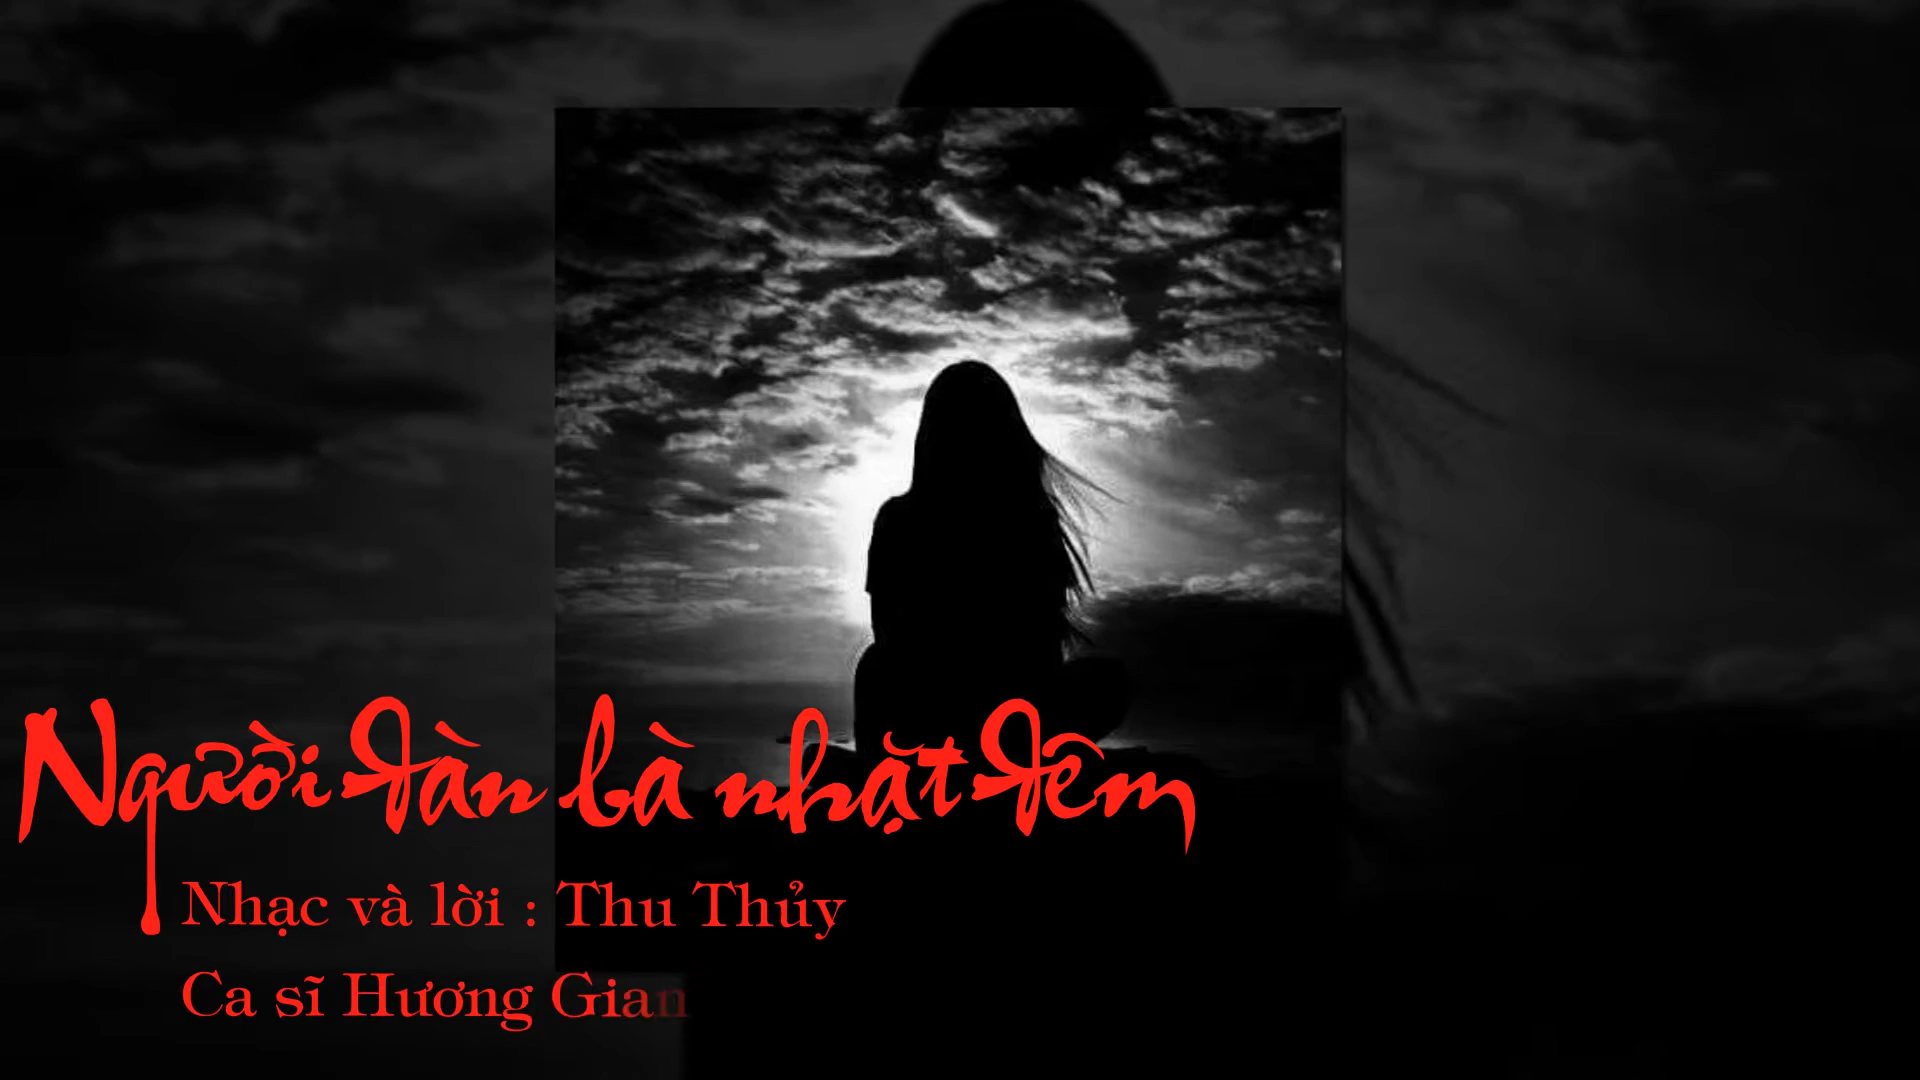 Người đàn bà nhặt đêm
Nhạc và lời : Thu Thủy
Ca sĩ Hương Gian